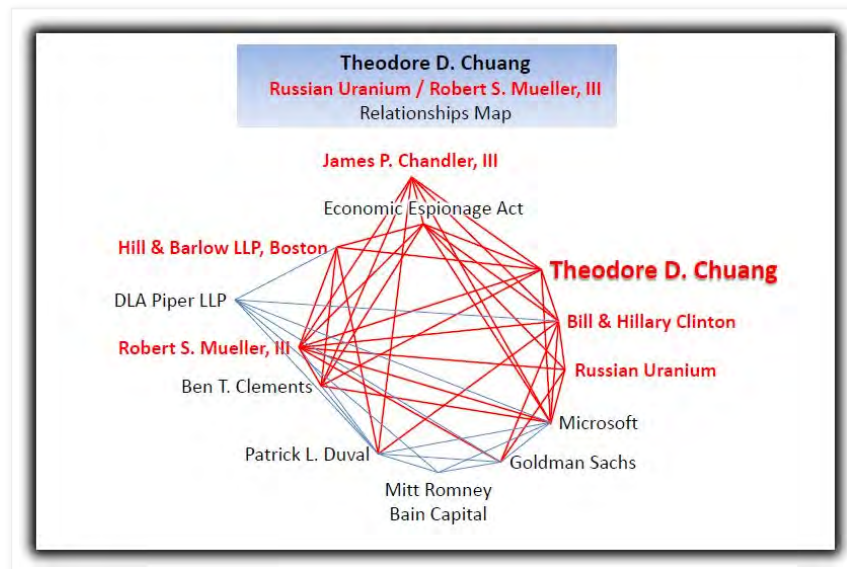 Theodore D. Chuang
Russian Uranium / Robert S. Mueller, III
Relationships Map
James P. Chandler, III
Economic Espionage Act
Hill & Barlow LLP, Boston
Theodore D. Chuang
DLA Piper LLP
Bill & Hillary Clinton
Robert S. Mueller, III
Russian Uranium
Ben T. Clements
Microsoft
Patrick L. Duval
Goldman Sachs
Mitt Romney
Bain Capital